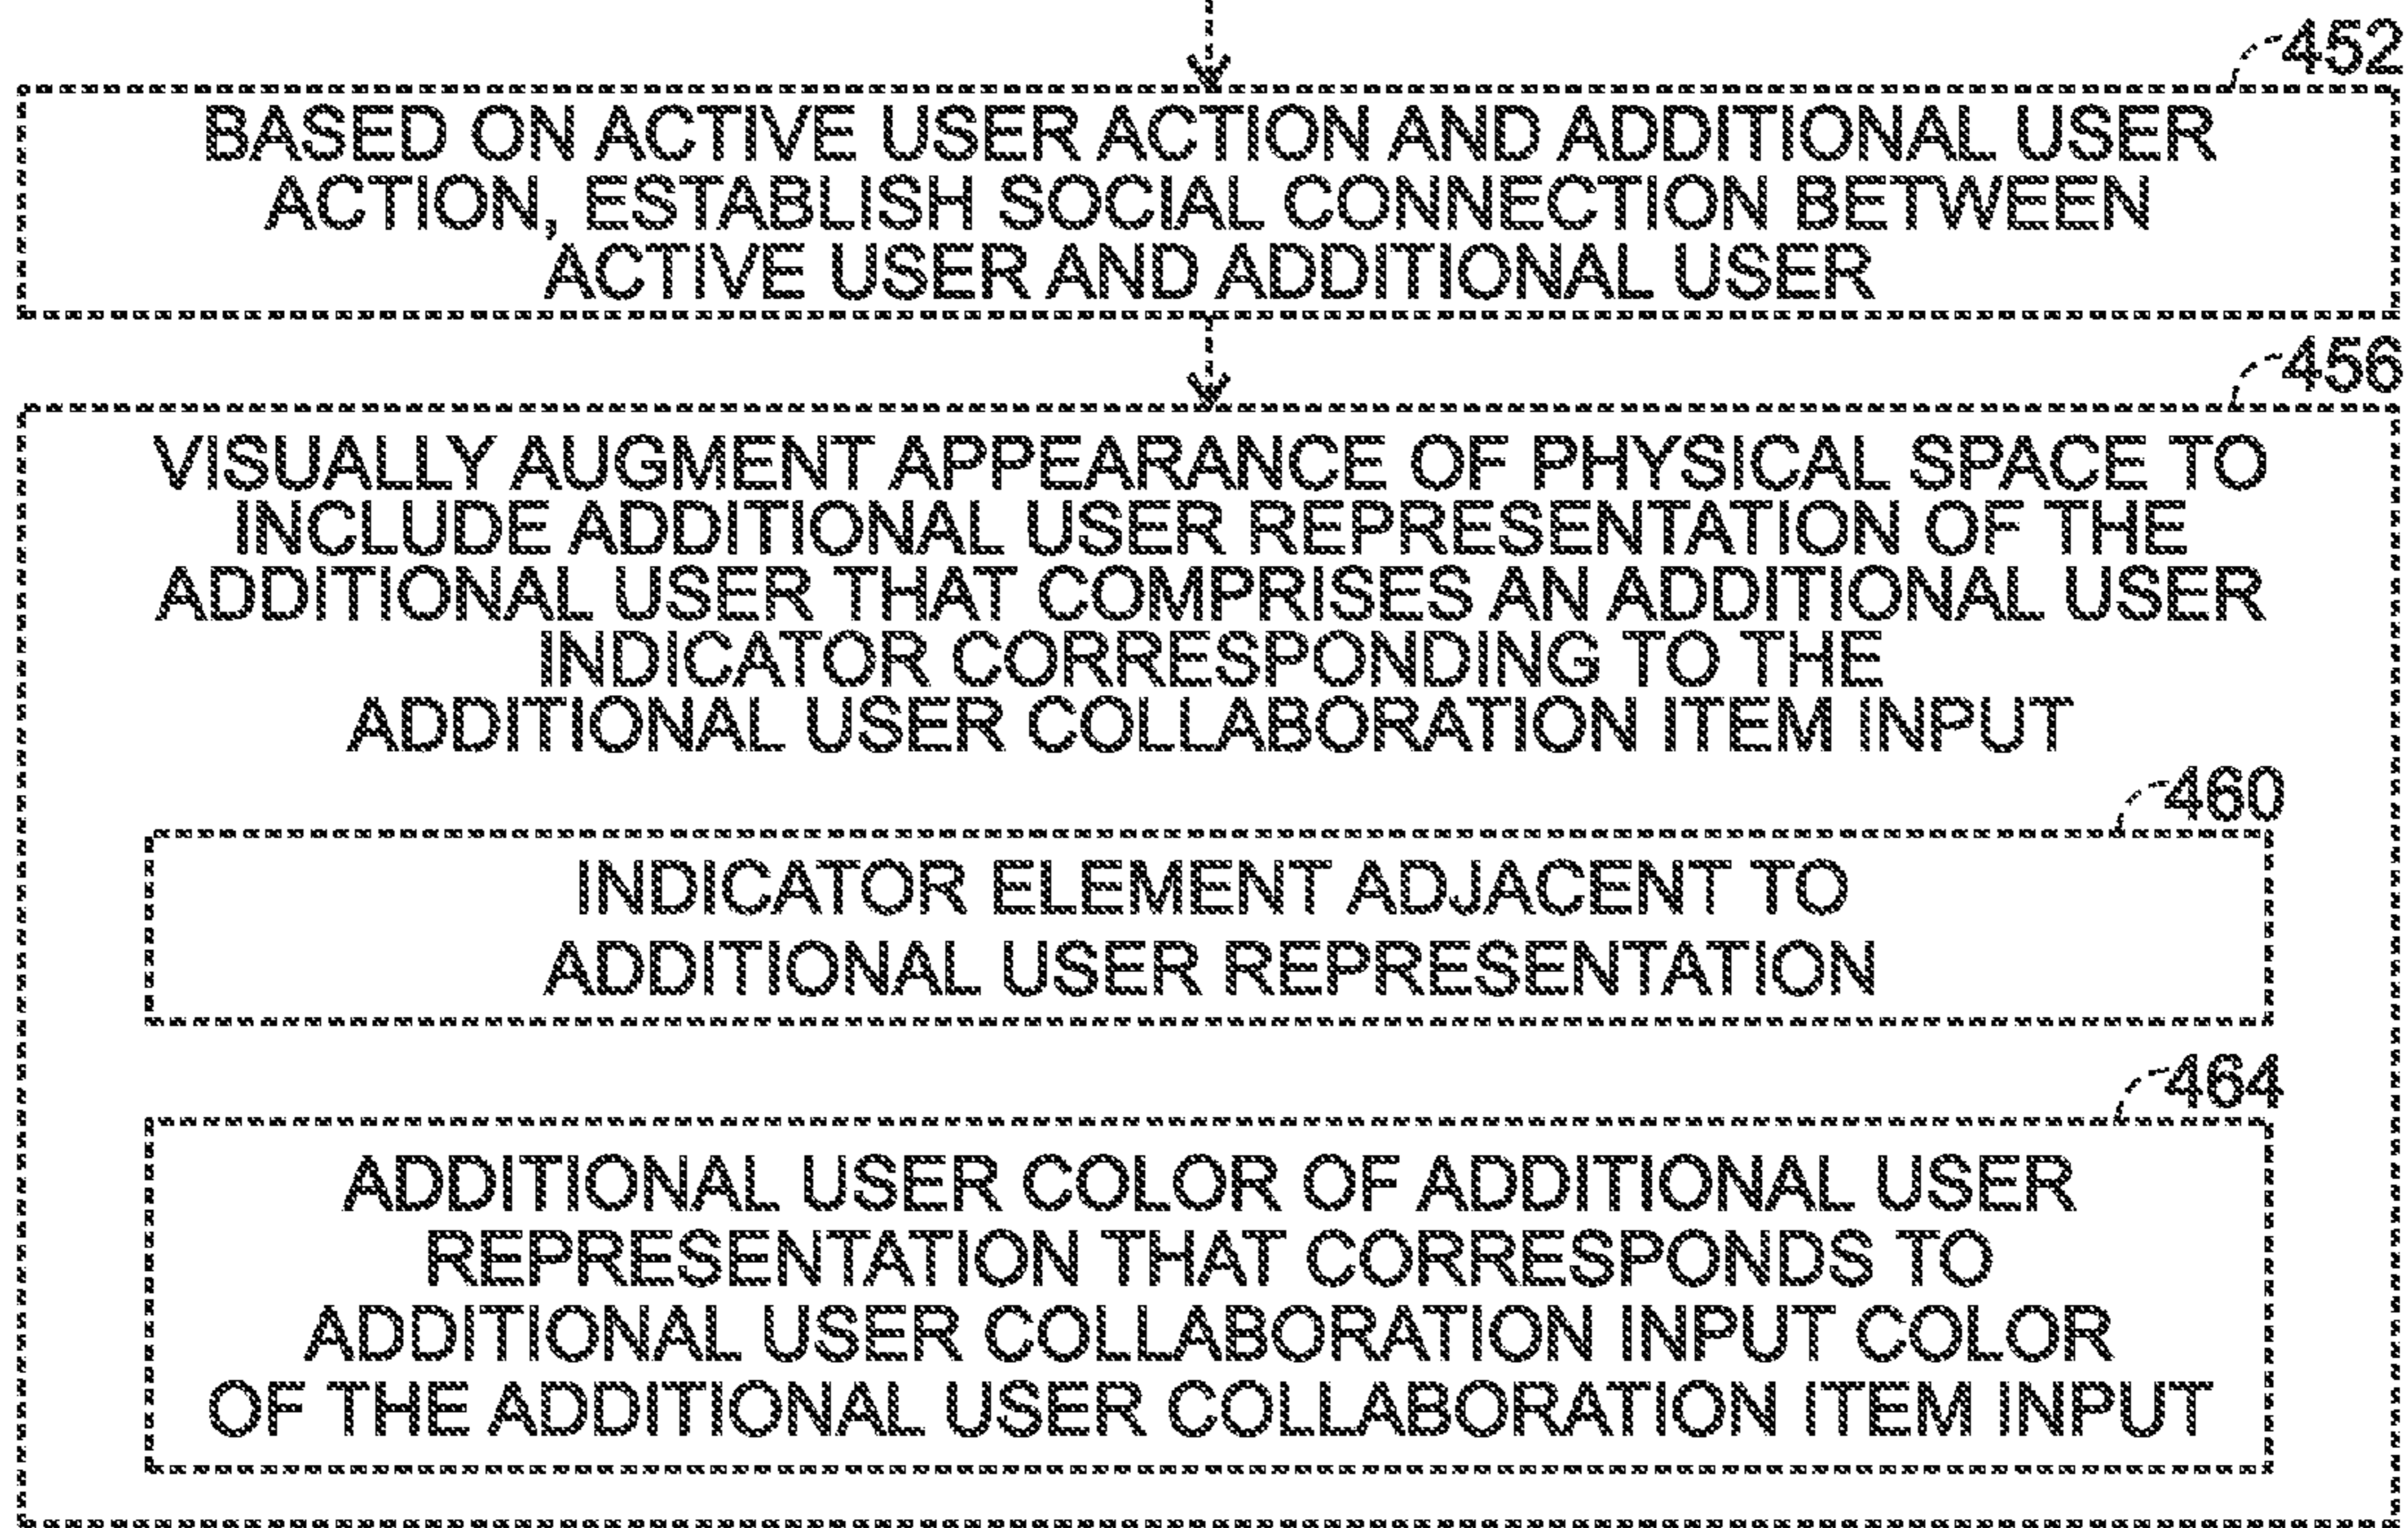 452
BASED ON ACTIVE USER ACTION AND ADDITIONAL USER
ACTION, ESTABLISH SOCIAL CONNECTION BETWEEN
ACTIVE USER AND ADDITIONAL USER
456
VISUALLY AUGMENT APPEARANCE OF PHYSICAL SPACE TO
INCLUDE ADDITIONAL USER REPRESENTATION OF THE
ADDITIONAL USER THAT COMPRISES AN ADDITIONAL USER
INDICATOR CORRESPONDING TO THE
ADDITIONAL USER COLLABORATION ITEM INPUT
460
INDICATOR ELEMENT ADJACENT TO
ADDITIONAL USER REPRESENTATION
464
ADDITIONAL USER COLOR OF ADDITIONAL USER
REPRESENTATION THAT CORRESPONDS TO
ADDITIONAL USER COLLABORATION INPUT COLOR
OF THE ADDITIONAL USER COLLABORATION ITEM INPUT